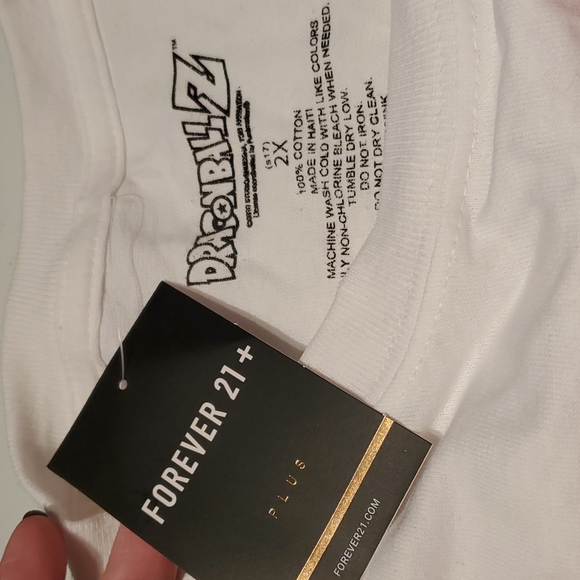 DRAGONBALL Z
™
(s17)
2X
100% COTTON
MADE IN HAITI
MACHINE WASH COLD WITH LIKE COLORS
NON-CHLORINE BLEACH WHEN NEEDED.
TUMBLE DRY LOW.
DO NOT IRON.
DO NOT DRY CLEAN.
FOREVER 21+
PLUS
FOREVER21.COM